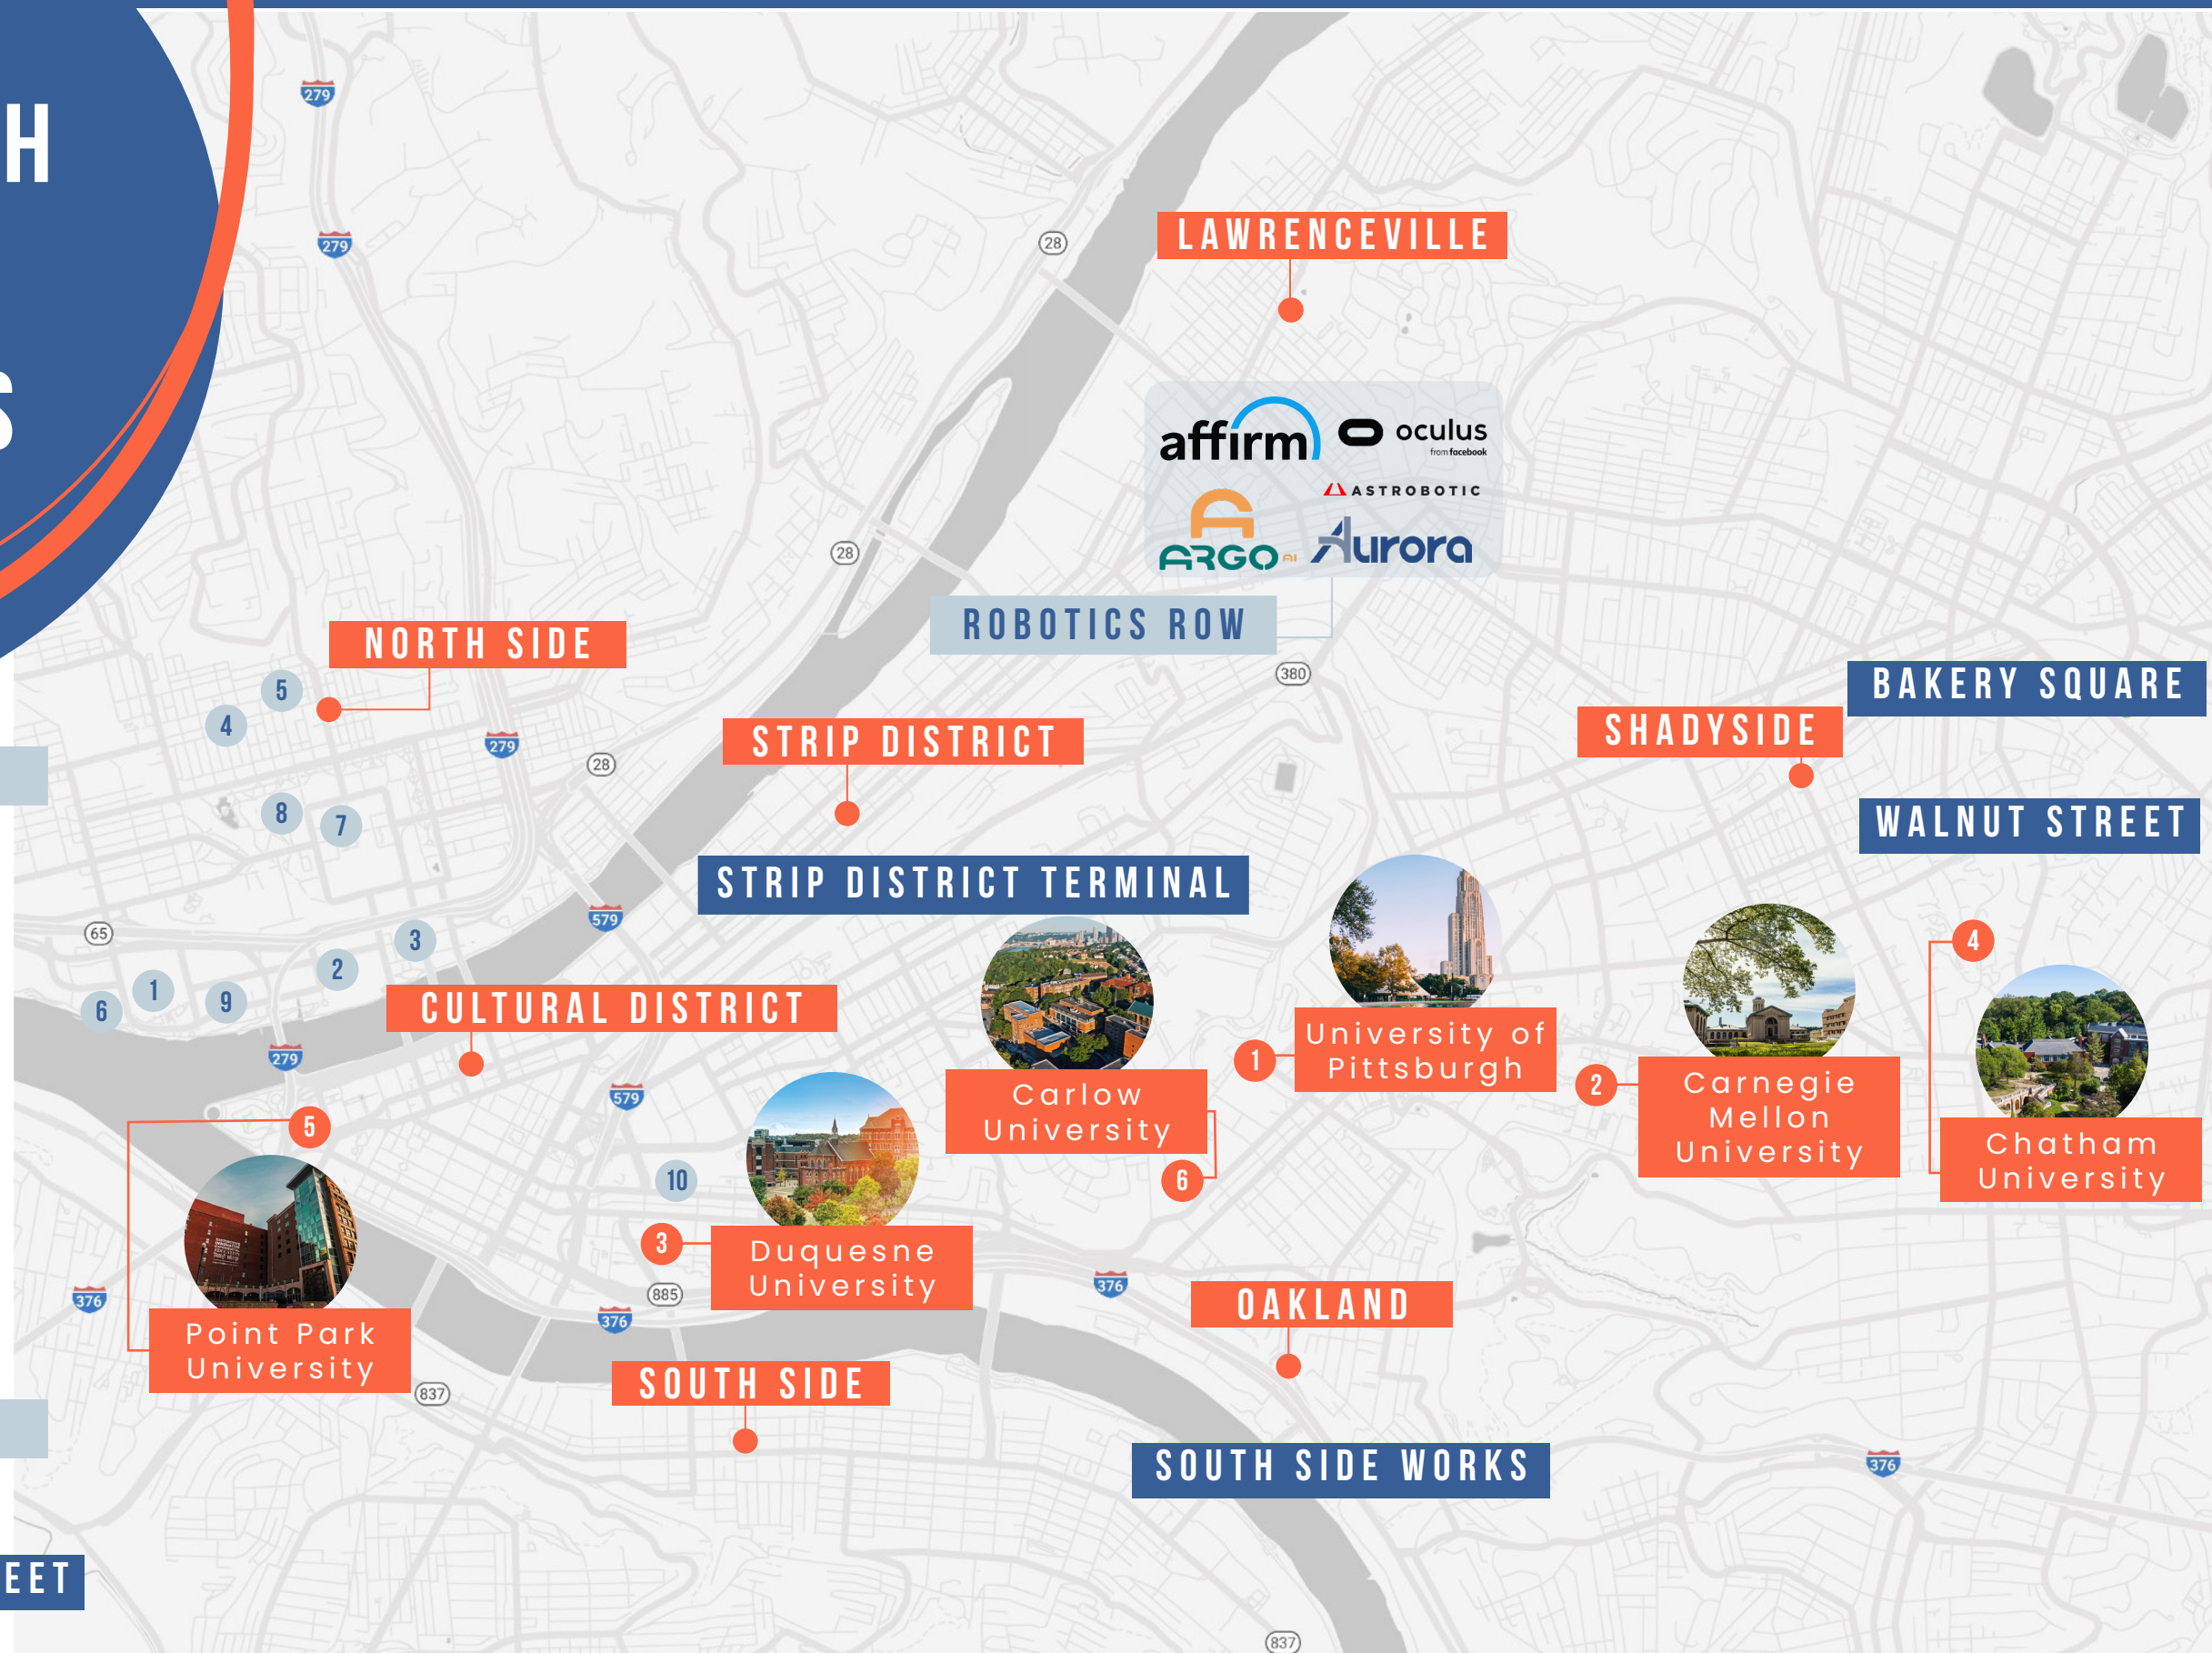 H
S
279
279
28
LAWRENCEVILLE
affirm
oculus
from facebook
ASTROBOTIC
ARGO AI
Aurora
28
ROBOTICS ROW
NORTH SIDE
380
5
4
BAKERY SQUARE
SHADYSIDE
STRIP DISTRICT
279
28
8
7
WALNUT STREET
STRIP DISTRICT TERMINAL
579
65
3
2
1
9
6
4
CULTURAL DISTRICT
279
579
University of
Pittsburgh
1
Carlow
University
6
2
Carnegie
Mellon
University
Chatham
University
5
10
3
Duquesne
University
885
376
376
376
Point Park
University
837
OAKLAND
SOUTH SIDE
SOUTH SIDE WORKS
376
EET
837